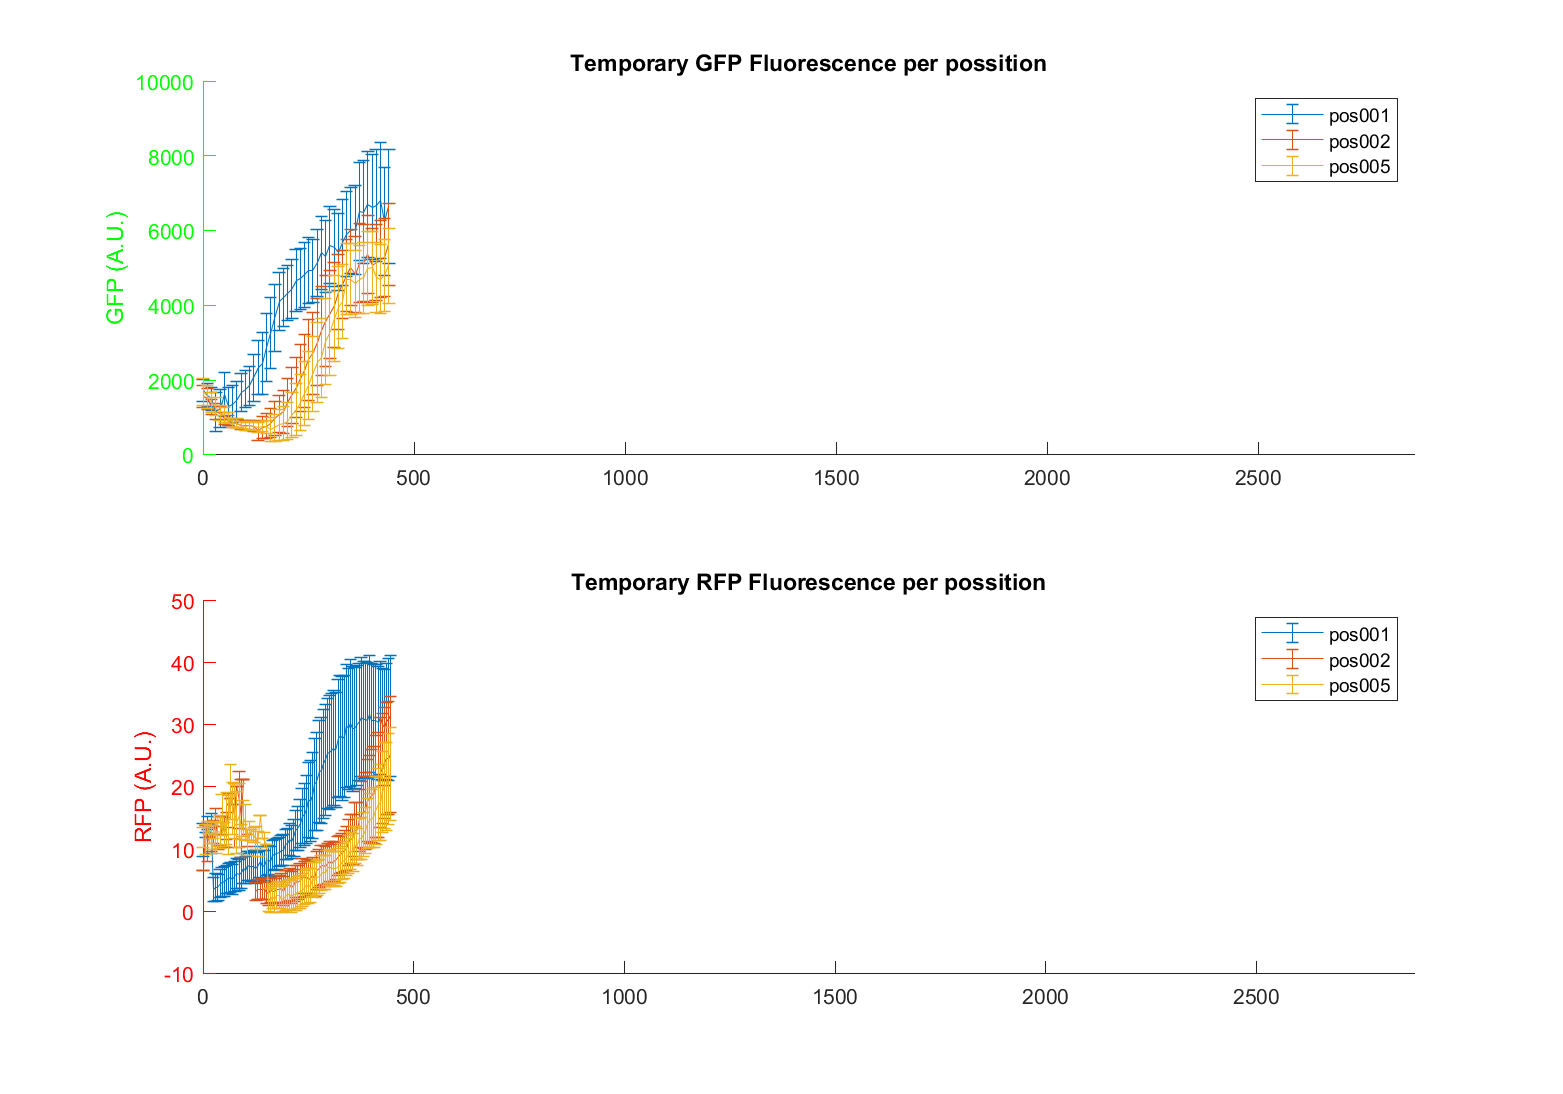 Temporary GFP Fluorescence per possition
10000
8000
6000
4000
2000
0
GFP (A.U.)
pos001
pos002
pos005
0 500 1000 1500 2000 2500
Temporary RFP Fluorescence per possition
50
40
30
20
10
0
-10
RFP (A.U.)
pos001
pos002
pos005
0 500 1000 1500 2000 2500